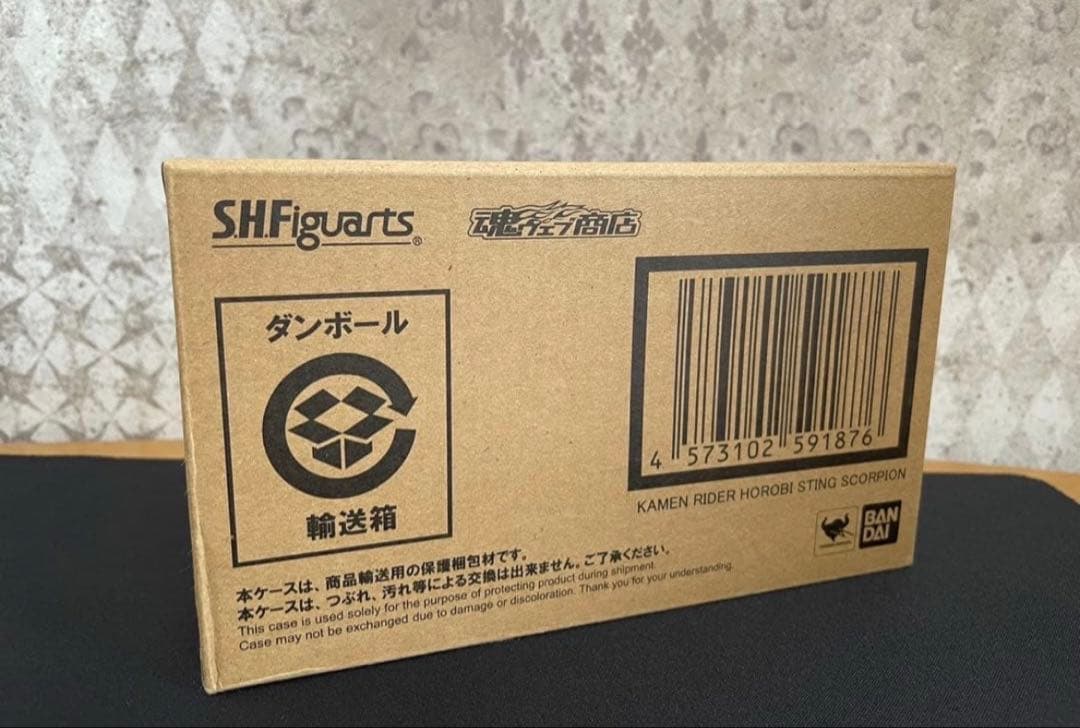 S.H.Figuarts®
魂ウェブ商店
ダンボール
輸送箱
4 573102 591876
KAMEN RIDER HOROBI STING SCORPION
BAN
DAI
本ケースは、商品輸送用の保護梱包材です。
本ケースは、つぶれ、汚れ等による交換は出来ません。ご了承ください。
This case is used solely for the purpose of protecting product during shipment.
Case may not be exchanged due to damage or discoloration. Thank you for your understanding.